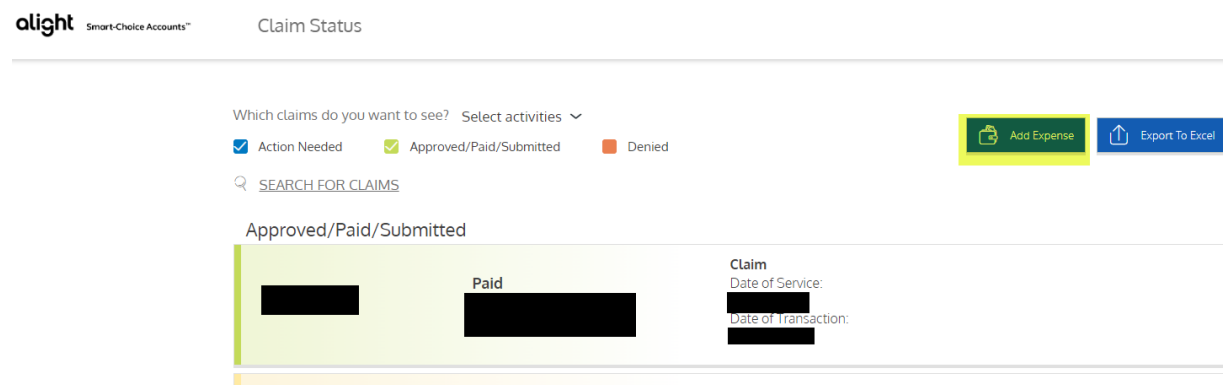 alight Smart-Choice Accounts™ Claim Status
Which claims do you want to see? Select activities
Action Needed Approved/Paid/Submitted Denied
Add Expense Export To Excel
SEARCH FOR CLAIMS
Approved/Paid/Submitted
Claim
Paid Date of Service:
Date of Transaction: